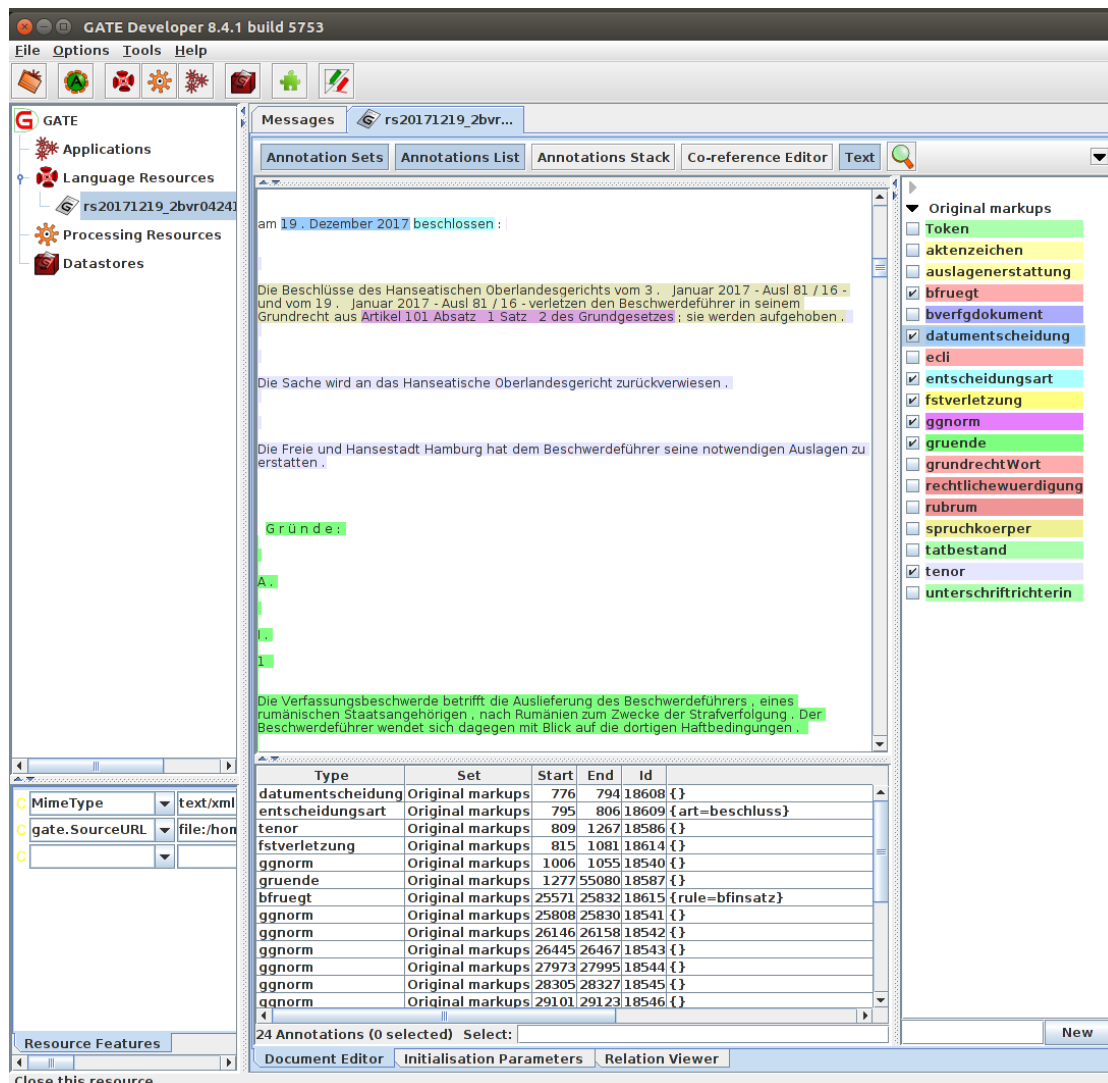 GATE Developer 8.4.1 build 5753
File Options Tools Help
GATE
Applications
Language Resources
rs20171219_2bvr04241
Processing Resources
Datastores
Messages rs20171219_2bvr...
Annotation Sets Annotations List Annotations Stack Co-reference Editor Text
am 19 . Dezember 2017 beschlossen :
Die Beschlüsse des Hanseatischen Oberlandesgerichts vom 3 . Januar 2017 - Ausl 81 / 16 -
und vom 19 . Januar 2017 - Ausl 81 / 16 - verletzen den Beschwerdeführer in seinem
Grundrecht aus Artikel 101 Absatz 1 Satz 2 des Grundgesetzes ; sie werden aufgehoben .
Die Sache wird an das Hanseatische Oberlandesgericht zurückverwiesen .
Die Freie und Hansestadt Hamburg hat dem Beschwerdeführer seine notwendigen Auslagen zu
erstatten .
G r ü n d e :
A .
I .
1
Die Verfassungsbeschwerde betrifft die Auslieferung des Beschwerdeführers , eines
rumänischen Staatsangehörigen , nach Rumänien zum Zwecke der Strafverfolgung . Der
Beschwerdeführer wendet sich dagegen mit Blick auf die dortigen Haftbedingungen .
Original markups
Token
aktenzeichen
auslagenerstattung
bfruegt
bverfgdokument
datumentscheidung
ecli
entscheidungsart
fstverletzung
ggnorm
gruende
grundrechtWort
rechtlichewuerdigung
rubrum
spruchkoerper
tatbestand
tenor
unterschriftrichterin
New
Type Set Start End Id
datumentscheidung Original markups 776 794 18608 {}
entscheidungsart Original markups 795 806 18609 {art=beschluss}
tenor Original markups 809 1267 18586 {}
fstverletzung Original markups 815 1081 18614 {}
ggnorm Original markups 1006 1055 18540 {}
gruende Original markups 1277 55080 18587 {}
bfruegt Original markups 25571 25832 18615 {rule=bfinsatz}
ggnorm Original markups 25808 25830 18541 {}
ggnorm Original markups 26146 26158 18542 {}
ggnorm Original markups 26445 26467 18543 {}
ggnorm Original markups 27973 27995 18544 {}
ggnorm Original markups 28305 28327 18545 {}
ggnorm Original markups 29101 29123 18546 {}
24 Annotations (0 selected) Select:
Document Editor Initialisation Parameters Relation Viewer
C MimeType text/xml
C gate.SourceURL file:/hom
C
Resource Features
Close this resource